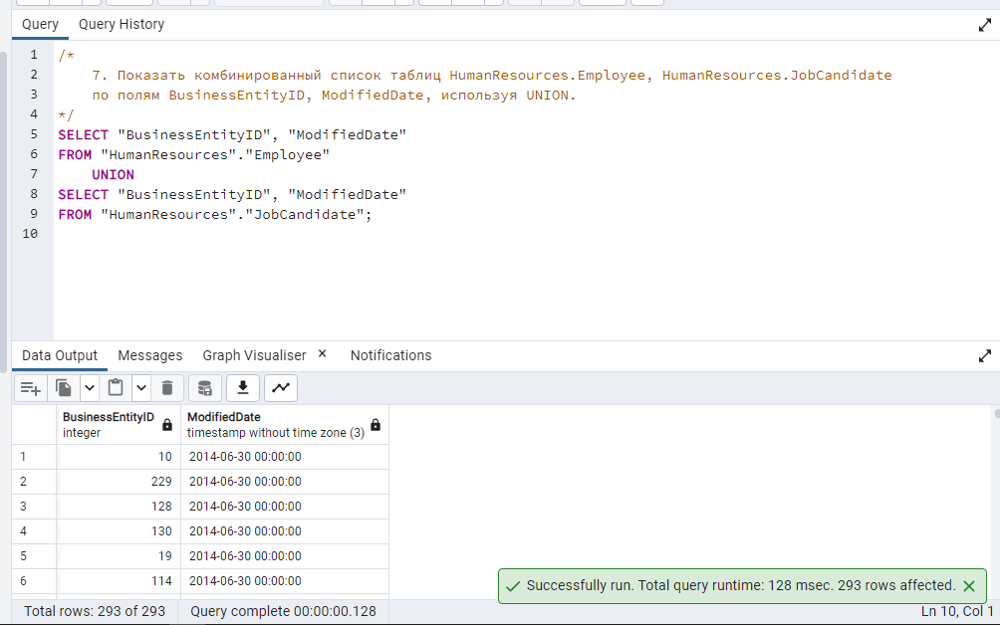 Query Query History
1 /*
2 7. Показать комбинированный список таблиц HumanResources.Employee, HumanResources.JobCandidate
3 по полям BusinessEntityID, ModifiedDate, используя UNION.
4 */
5 SELECT "BusinessEntityID", "ModifiedDate"
6 FROM "HumanResources"."Employee"
7 UNION
8 SELECT "BusinessEntityID", "ModifiedDate"
9 FROM "HumanResources"."JobCandidate";
10
Data Output Messages Graph Visualiser × Notifications
BusinessEntityID ModifiedDate
integer timestamp without time zone (3)
1 10 2014-06-30 00:00:00
2 229 2014-06-30 00:00:00
3 128 2014-06-30 00:00:00
4 130 2014-06-30 00:00:00
5 19 2014-06-30 00:00:00
6 114 2014-06-30 00:00:00
Successfully run. Total query runtime: 128 msec. 293 rows affected.
Total rows: 293 of 293 Query complete 00:00:00.128 Ln 10, Col 1